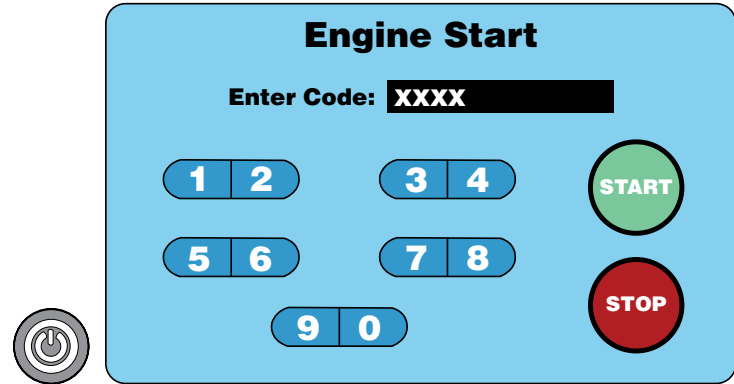 Engine Start
Enter Code: XXXX
1 2 3 4
START
5 6 7 8
STOP
9 0